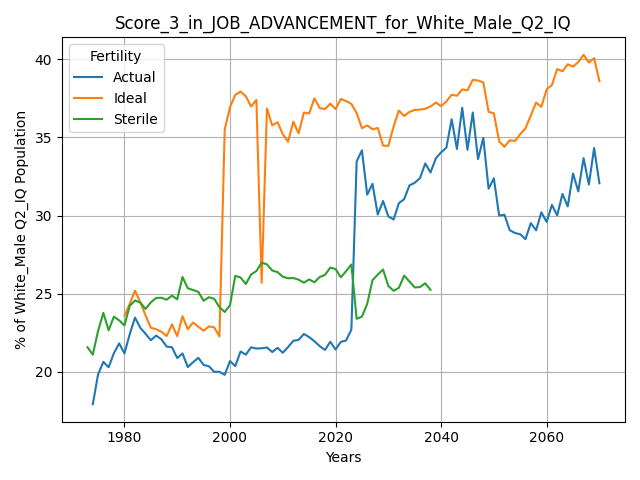 Score_3_in_JOB_ADVANCEMENT_for_White_Male_Q2_IQ
Fertility
Actual
Ideal
Sterile
% of White_Male Q2_IQ Population
40
35
30
25
20
1980
2000
2020
2040
2060
Years